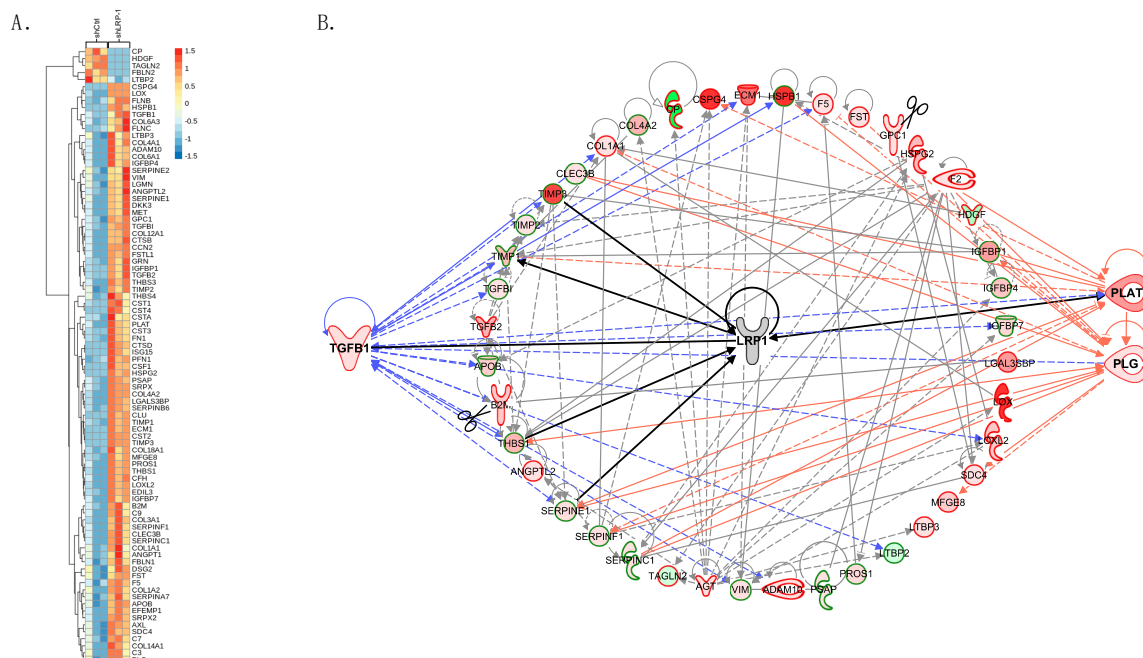 A.
B.
shCtrl
shLRP-1
1.5
1
0.5
0
-0.5
-1
-1.5
CP
HDGF
TAGLN2
FBLN2
LTBP2
CSPG4
LOX
FLNB
HSPB1
TGFB1
COL6A3
FLNC
LTBP3
COL4A1
ADAM10
COL6A1
IGFBP4
SERPINE2
VIM
LGMN
ANGPTL2
SERPINE1
DKK3
MET
GPC1
TGFBI
COL12A1
CTSB
CCN2
FSTL1
GRN
IGFBP1
TGFB2
THBS3
TIMP2
THBS4
CST1
CST4
CSTA
PLAT
CST3
FN1
CTSD
ISG15
PFN1
CSF1
HSPG2
PSAP
SRPX
COL4A2
LGALS3BP
SERPINB6
CLU
TIMP1
ECM1
CST2
TIMP3
COL18A1
MFGE8
PROS1
THBS1
CFH
LOXL2
EDIL3
IGFBP7
B2M
C9
COL3A1
SERPINF1
CLEC3B
SERPINC1
COL1A1
ANGPT1
FBLN1
DSG2
FST
F5
COL1A2
SERPINA7
APOB
EFEMP1
SRPX2
AXL
SDC4
C7
COL14A1
C3
CP
CSPG4
ECM1
HSPB1
F5
FST
GPC1
HSPG2
F2
HDGF
IGFBP1
IGFBP4
IGFBP7
LGAL3SBP
LOX
LOXL2
SDC4
MFGE8
LTBP3
LTBP2
PROS1
PSAP
ADAM10
VIM
AGT
TAGLN2
SERPINC1
SERPINF1
SERPINE1
ANGPTL2
THBS1
B2M
APOB
TGFB2
TGFBI
TIMP1
TIMP2
TIMP3
CLEC3B
COL1A1
COL4A2
TGFB1
LRP1
PLAT
PLG